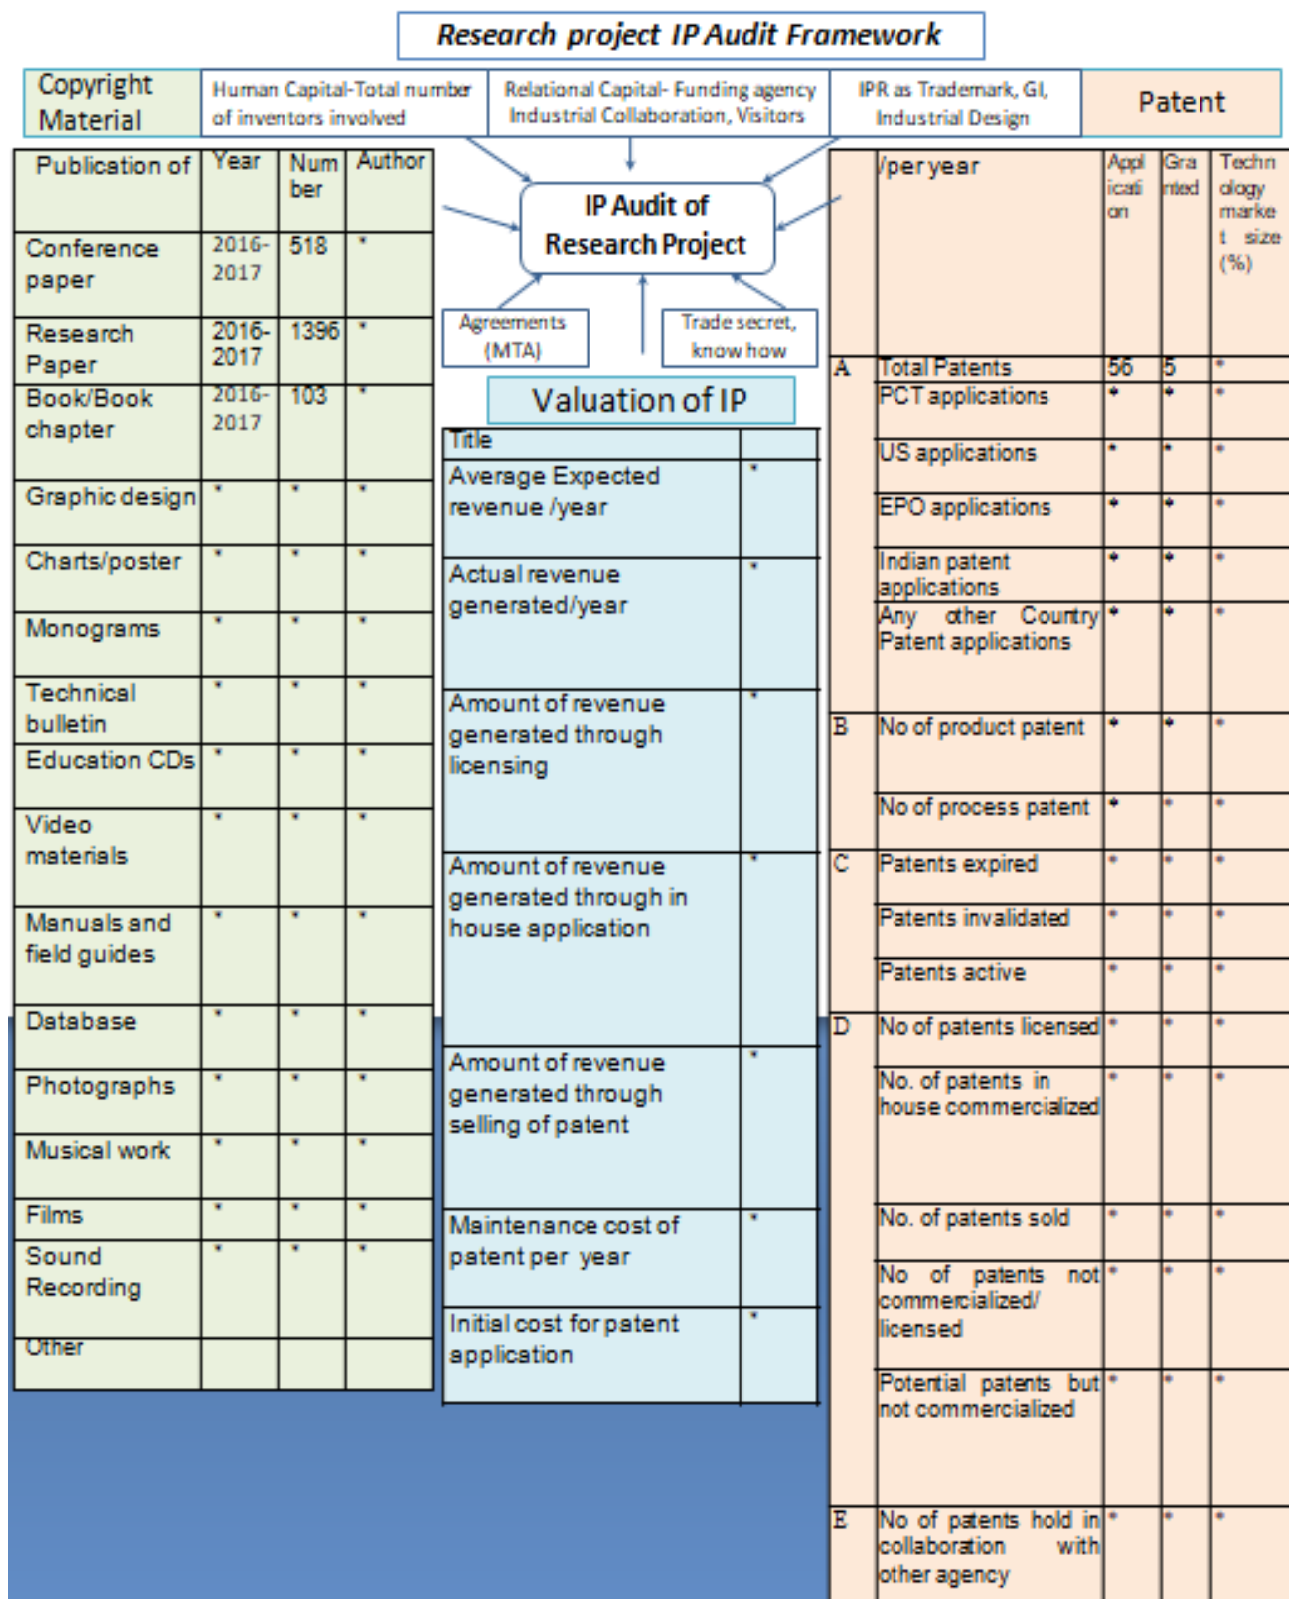 Research project IP Audit Framework
Copyright
Material
Human Capital-Total number
of inventors involved
Relational Capital- Funding agency
Industrial Collaboration, Visitors
IPR as Trademark, GI,
Industrial Design
Patent
Publication of Year Num Author
ber
Conference 2016- 518 *
paper 2017
Research 2016- 1396 *
Paper 2017
Book/Book 2016- 103 *
chapter 2017
Graphic design * * *
Charts/poster * * *
Monograms * * *
Technical * * *
bulletin
Education CDs * * *
Video * * *
materials
Manuals and * * *
field guides
Database * * *
Photographs * * *
Musical work * * *
Films * * *
Sound * * *
Recording
Other
IP Audit of
Research Project
Agreements
(MTA)
Trade secret,
know how
Valuation of IP
Title
Average Expected *
revenue /year
Actual revenue *
generated/year
Amount of revenue *
generated through
licensing
Amount of revenue *
generated through in
house application
Amount of revenue *
generated through
selling of patent
Maintenance cost of *
patent per year
Initial cost for patent *
application
/per year Appl Gra Techn
icati nted ology
on marke
t size
(%)
A Total Patents 56 5 *
PCT applications * * *
US applications * * *
EPO applications * * *
Indian patent * * *
applications
Any other Country * * *
Patent applications
B No of product patent * * *
No of process patent * * *
C Patents expired * * *
Patents invalidated * * *
Patents active * * *
D No of patents licensed * * *
No. of patents in * * *
house commercialized
No. of patents sold * * *
No of patents not * * *
commercialized/
licensed
Potential patents but * * *
not commercialized
E No of patents hold in * * *
collaboration with
other agency